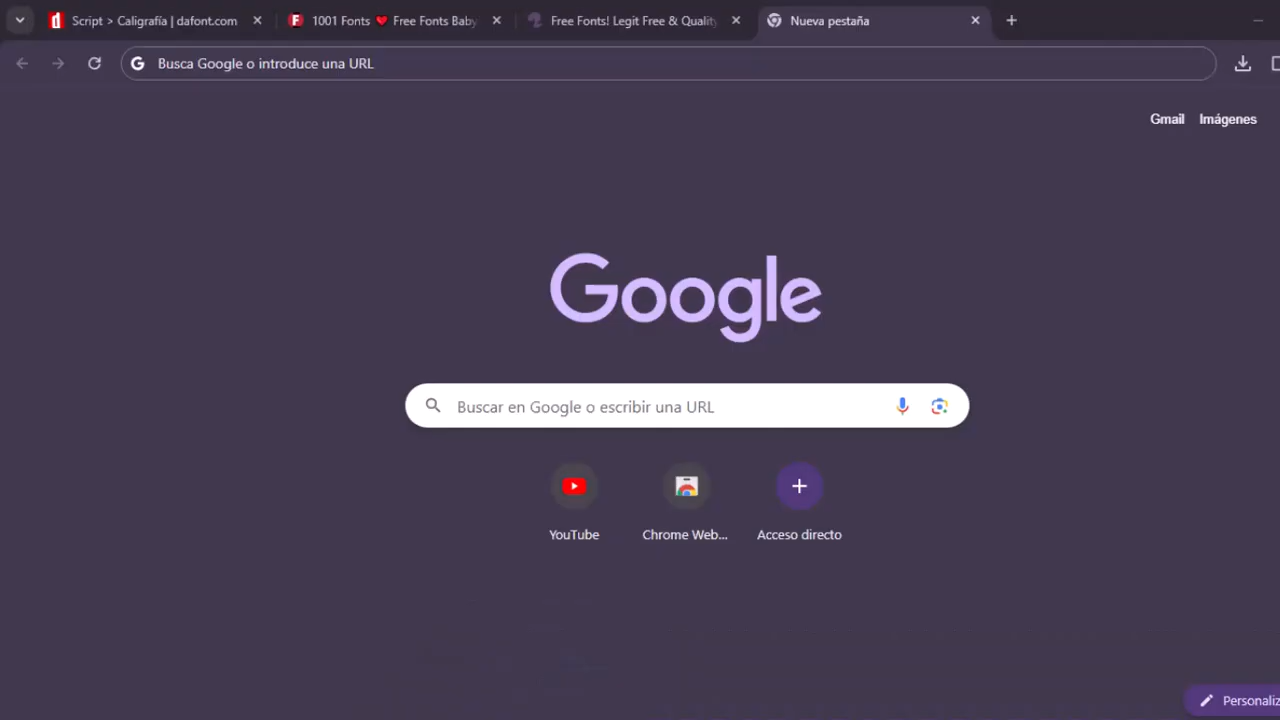 Script > Caligrafía | dafont.com
1001 Fonts ❤ Free Fonts Baby
Free Fonts! Legit Free & Quality
Nueva pestaña
Busca Google o introduce una URL
Gmail Imágenes
Google
Buscar en Google o escribir una URL
YouTube
Chrome Web...
Acceso directo
Personaliz